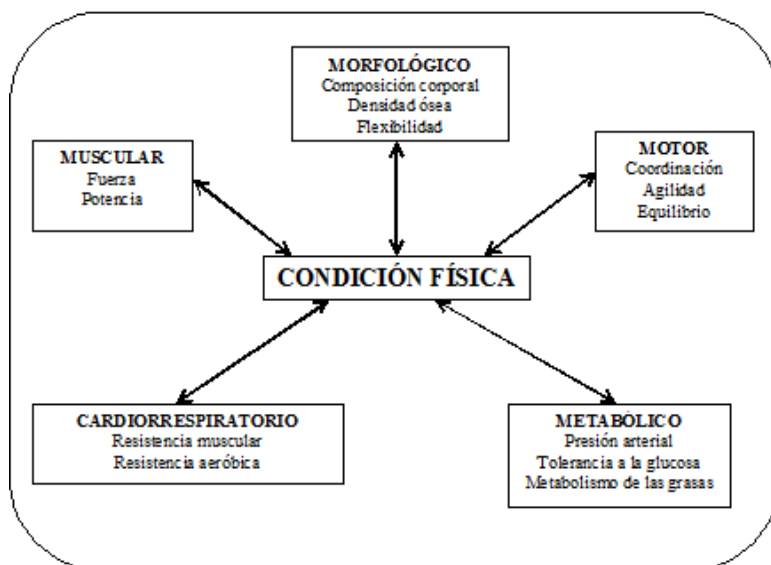 MORFOLÓGICO
Composición corporal
Densidad ósea
Flexibilidad
MUSCULAR
Fuerza
Potencia
MOTOR
Coordinación
Agilidad
Equilibrio
CONDICIÓN FÍSICA
CARDIORRESPIRATORIO
Resistencia muscular
Resistencia aeróbica
METABÓLICO
Presión arterial
Tolerancia a la glucosa
Metabolismo de las grasas